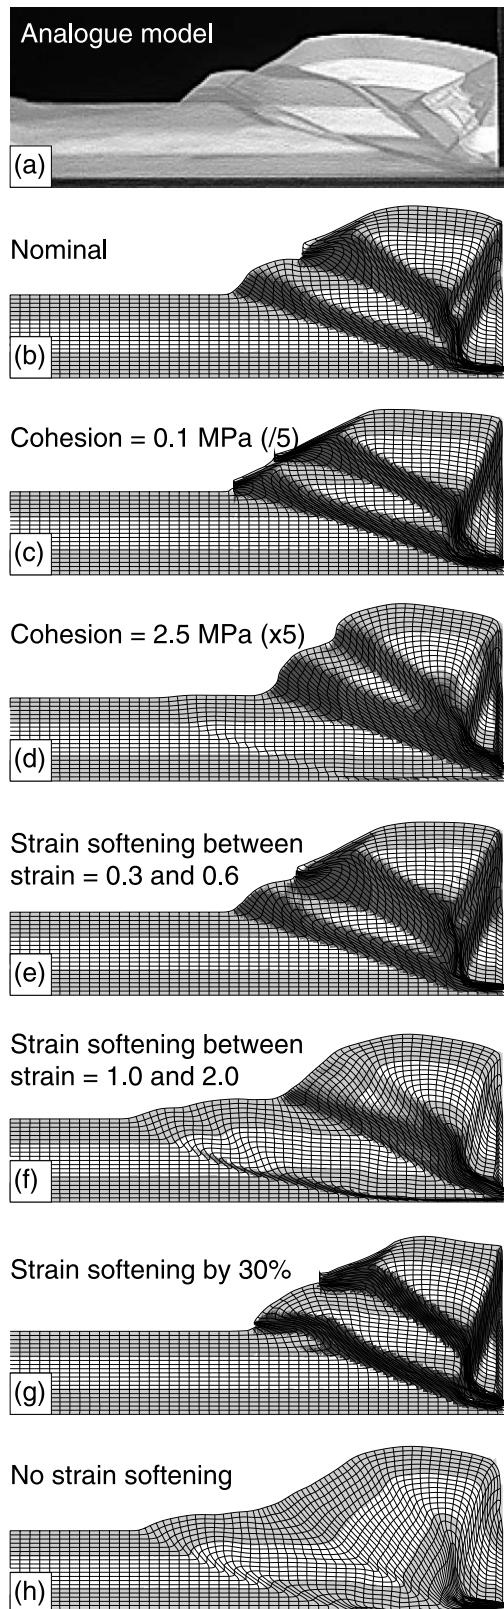 Analogue model
(a)
Nominal
(b)
Cohesion = 0.1 MPa (/5)
(c)
Cohesion = 2.5 MPa (x5)
(d)
Strain softening between
strain = 0.3 and 0.6
(e)
Strain softening between
strain = 1.0 and 2.0
(f)
Strain softening by 30%
(g)
No strain softening
(h)